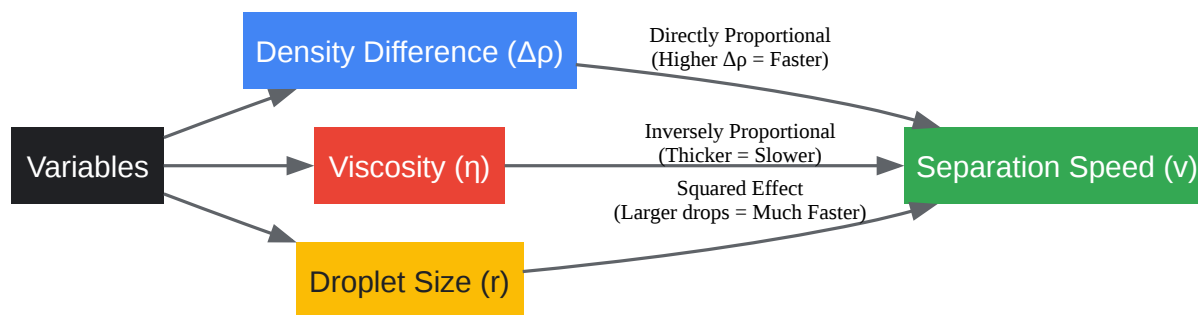 Density Difference (Δρ)
Directly Proportional
(Higher Δρ = Faster)
Variables
Viscosity (η)
Inversely Proportional
(Thicker = Slower)
Separation Speed (v)
Squared Effect
(Larger drops = Much Faster)
Droplet Size (r)